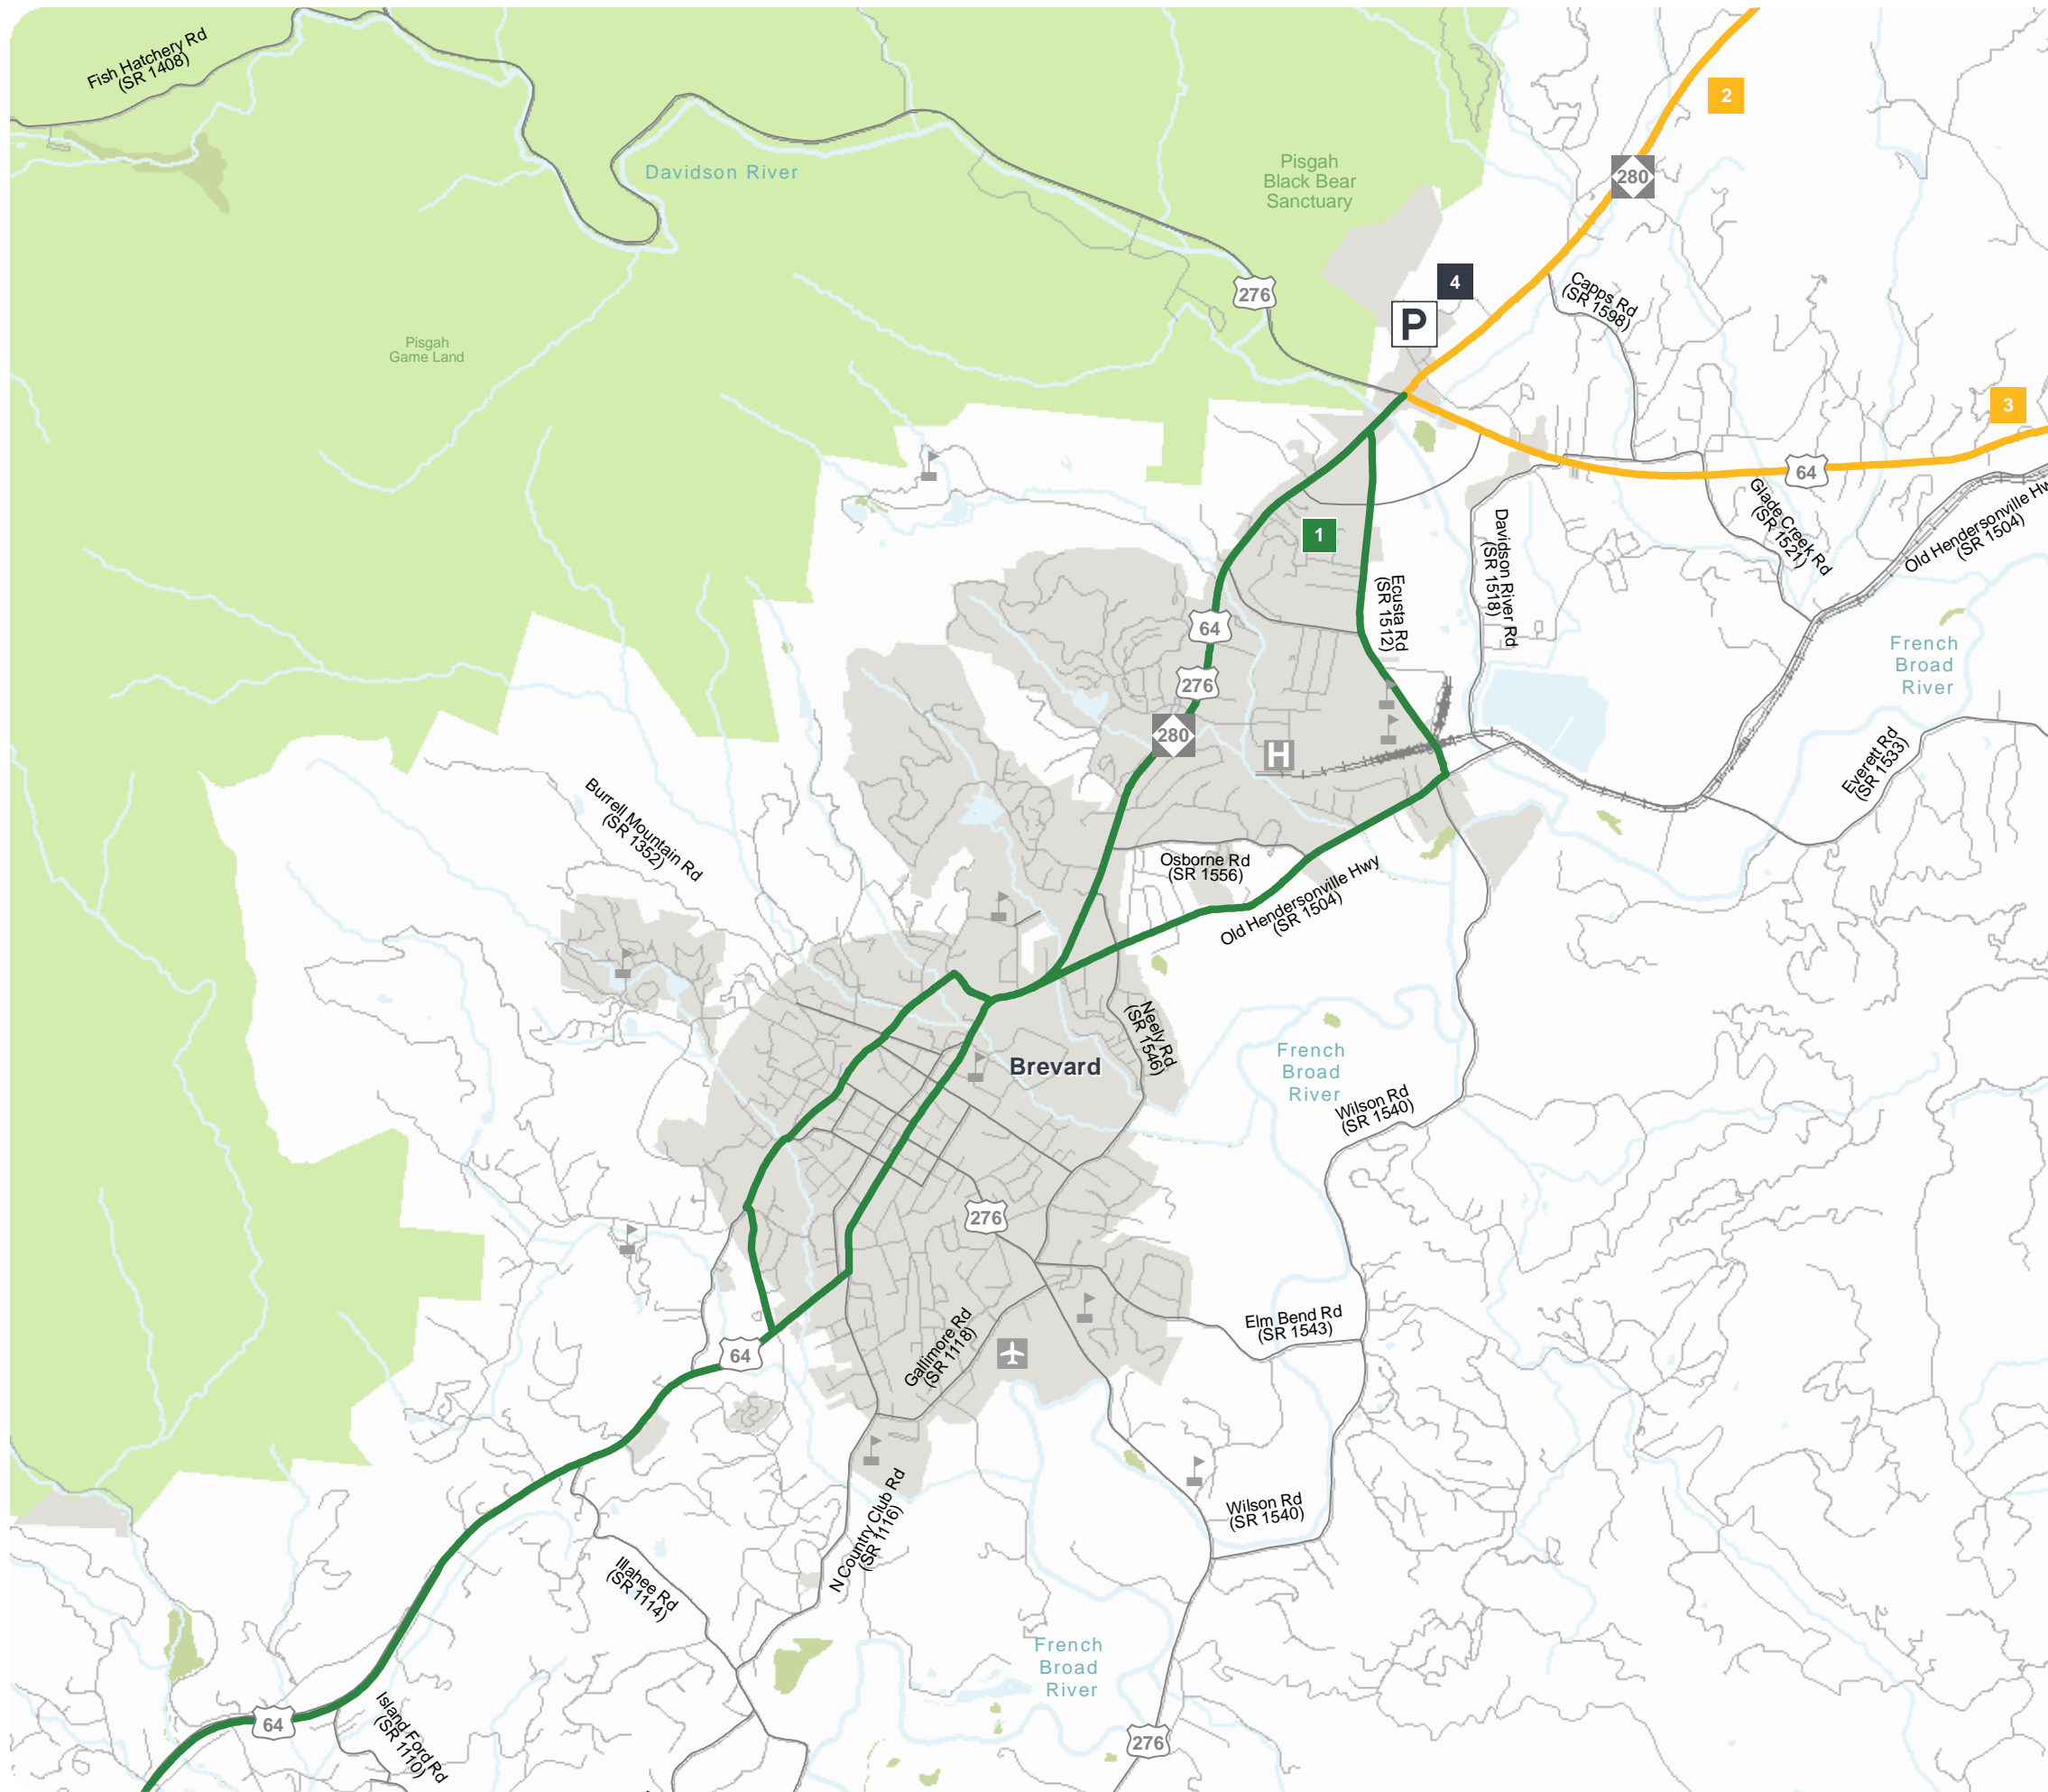 Fish Hatchery Rd
(SR 1408)
2
Davidson River
Pisgah
Black Bear
Sanctuary
280
4
276
Capps Rd
(SR 1598)
P
Pisgah
Game Land
3
64
Glade Creek Rd
(SR 1521)
Old Hendersonville Hw
(SR 1504)
Davidson River Rd
(SR 1518)
1
Ecusta Rd
(SR 1512)
64
French
Broad
River
276
280
H
Everett Rd
(SR 1533)
Burrell Mountain Rd
(SR 1352)
Osborne Rd
(SR 1556)
Old Hendersonville Hwy
(SR 1504)
Neely Rd
(SR 1546)
Brevard
French
Broad
River
Wilson Rd
(SR 1540)
276
Elm Bend Rd
(SR 1543)
Gallimore Rd
(SR 1118)
64
Wilson Rd
(SR 1540)
N Country Club Rd
(SR 1116)
Illahee Rd
(SR 1114)
French
Broad
River
Island Ford Rd
(SR 1110)
64
276